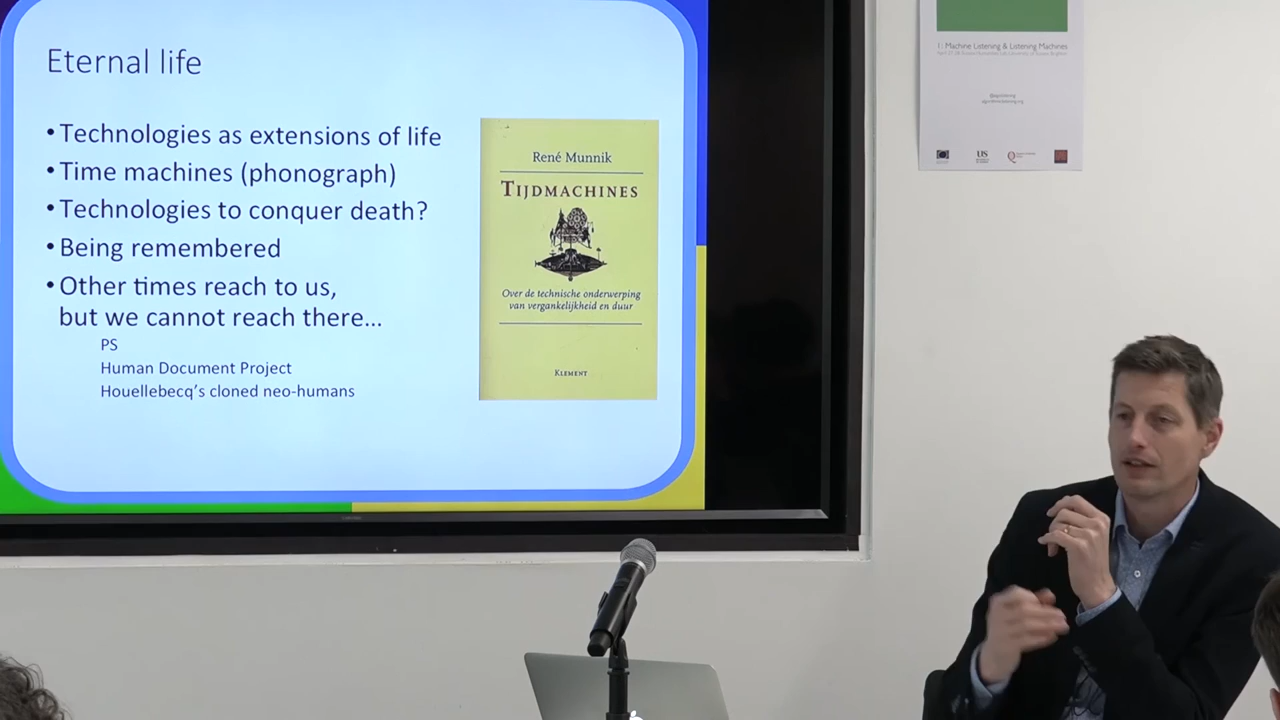 Eternal life
• Technologies as extensions of life
• Time machines (phonograph)
• Technologies to conquer death?
• Being remembered
• Other times reach to us,
but we cannot reach there...
PS
Human Document Project
Houellebecq's cloned neo-humans
René Munnik
TIJDMACHINES
Over de technische onderwerping
van vergankelijkheid en duur
KLEMENT
1: Machine Listening & Listening Machines
US